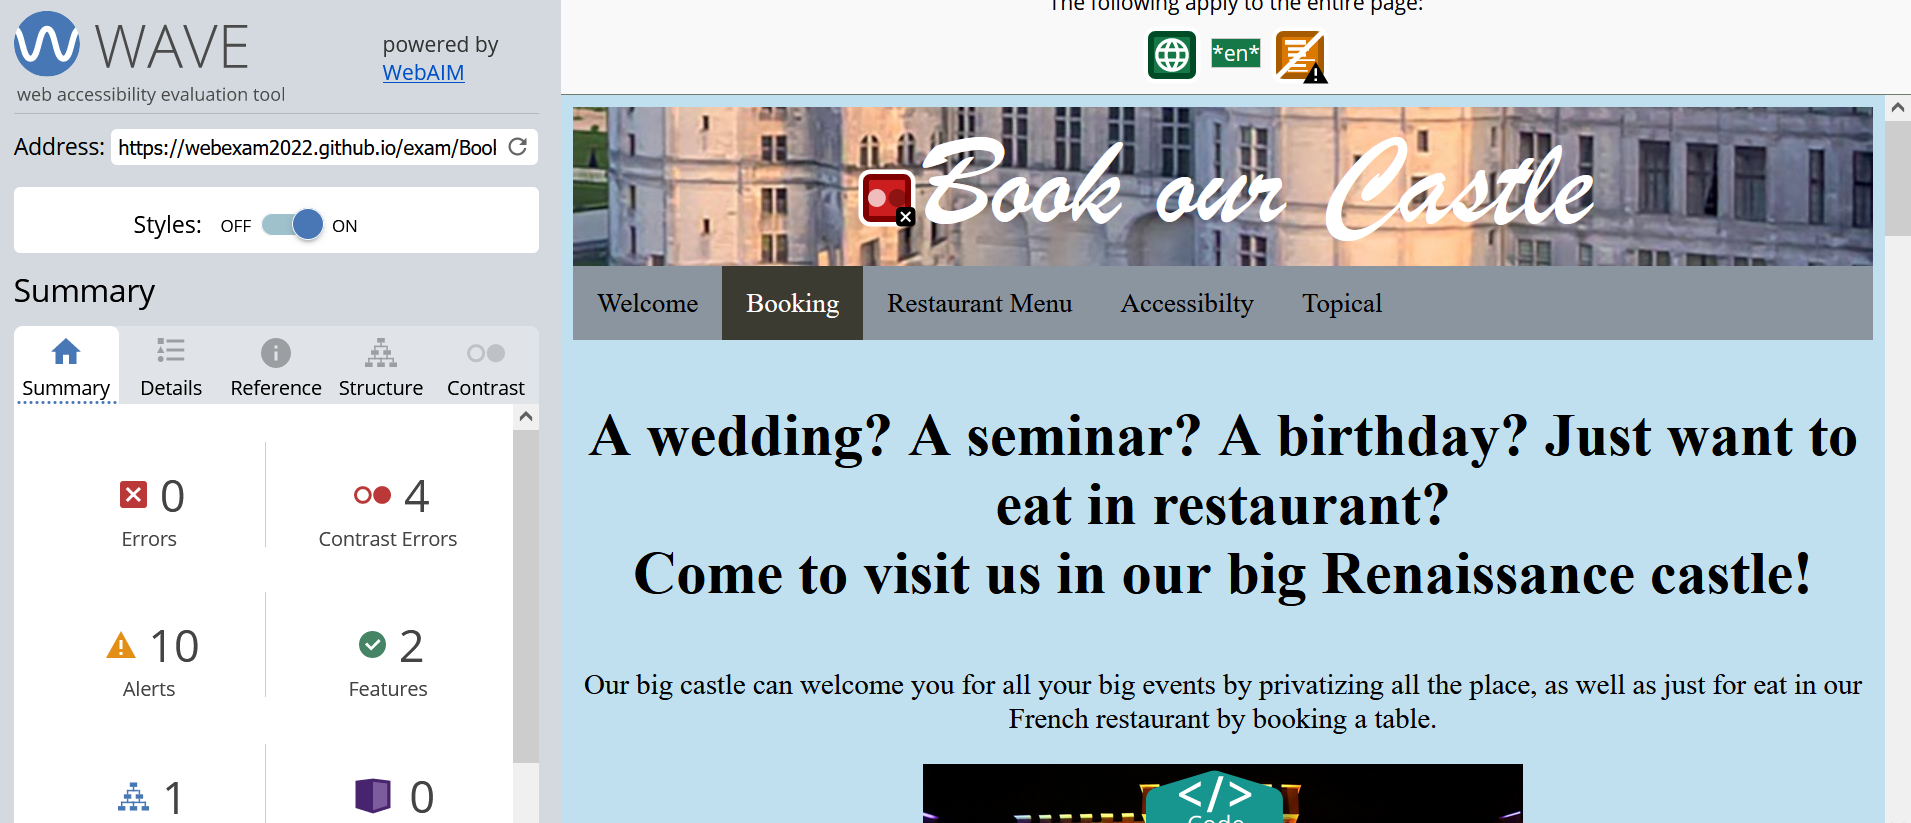 WAVE
powered by
WebAIM
web accessibility evaluation tool
Address: https://webexam2022.github.io/exam/Bool
Styles: OFF ON
Summary
Summary Details Reference Structure Contrast
0
Errors
4
Contrast Errors
10
Alerts
2
Features
1
0
The following apply to the entire page:
*en*
Book our Castle
Welcome Booking Restaurant Menu Accessibilty Topical
A wedding? A seminar? A birthday? Just want to
eat in restaurant?
Come to visit us in our big Renaissance castle!
Our big castle can welcome you for all your big events by privatizing all the place, as well as just for eat in our
French restaurant by booking a table.
</>
Code